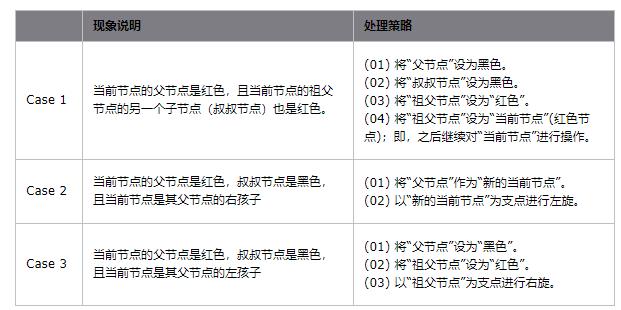 现象说明 处理策略
Case 1
当前节点的父节点是红色，且当前节点的祖父
节点的另一个子节点（叔叔节点）也是红色。
(01) 将“父节点”设为黑色。
(02) 将“叔叔节点”设为黑色。
(03) 将“祖父节点”设为“红色”。
(04) 将“祖父节点”设为“当前节点”(红色节
点)；即，之后继续对“当前节点”进行操作。
Case 2
当前节点的父节点是红色，叔叔节点是黑色，
且当前节点是其父节点的右孩子
(01) 将“父节点”作为“新的当前节点”。
(02) 以“新的当前节点”为支点进行左旋。
Case 3
当前节点的父节点是红色，叔叔节点是黑色，
且当前节点是其父节点的左孩子
(01) 将“父节点”设为“黑色”。
(02) 将“祖父节点”设为“红色”。
(03) 以“祖父节点”为支点进行右旋。